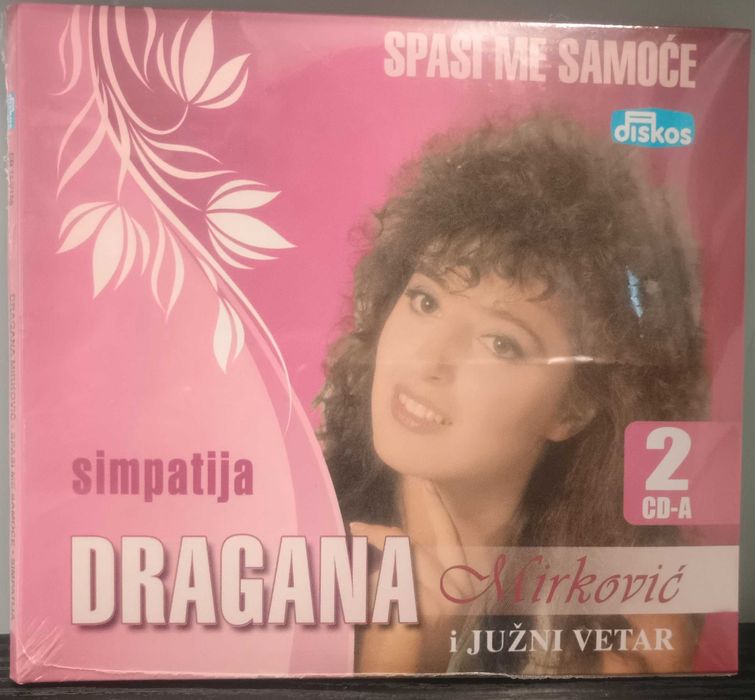 SPASI ME SAMOĆE
diskos
simpatija
2
CD-A
DRAGANA Mirković
i JUŽNI VETAR